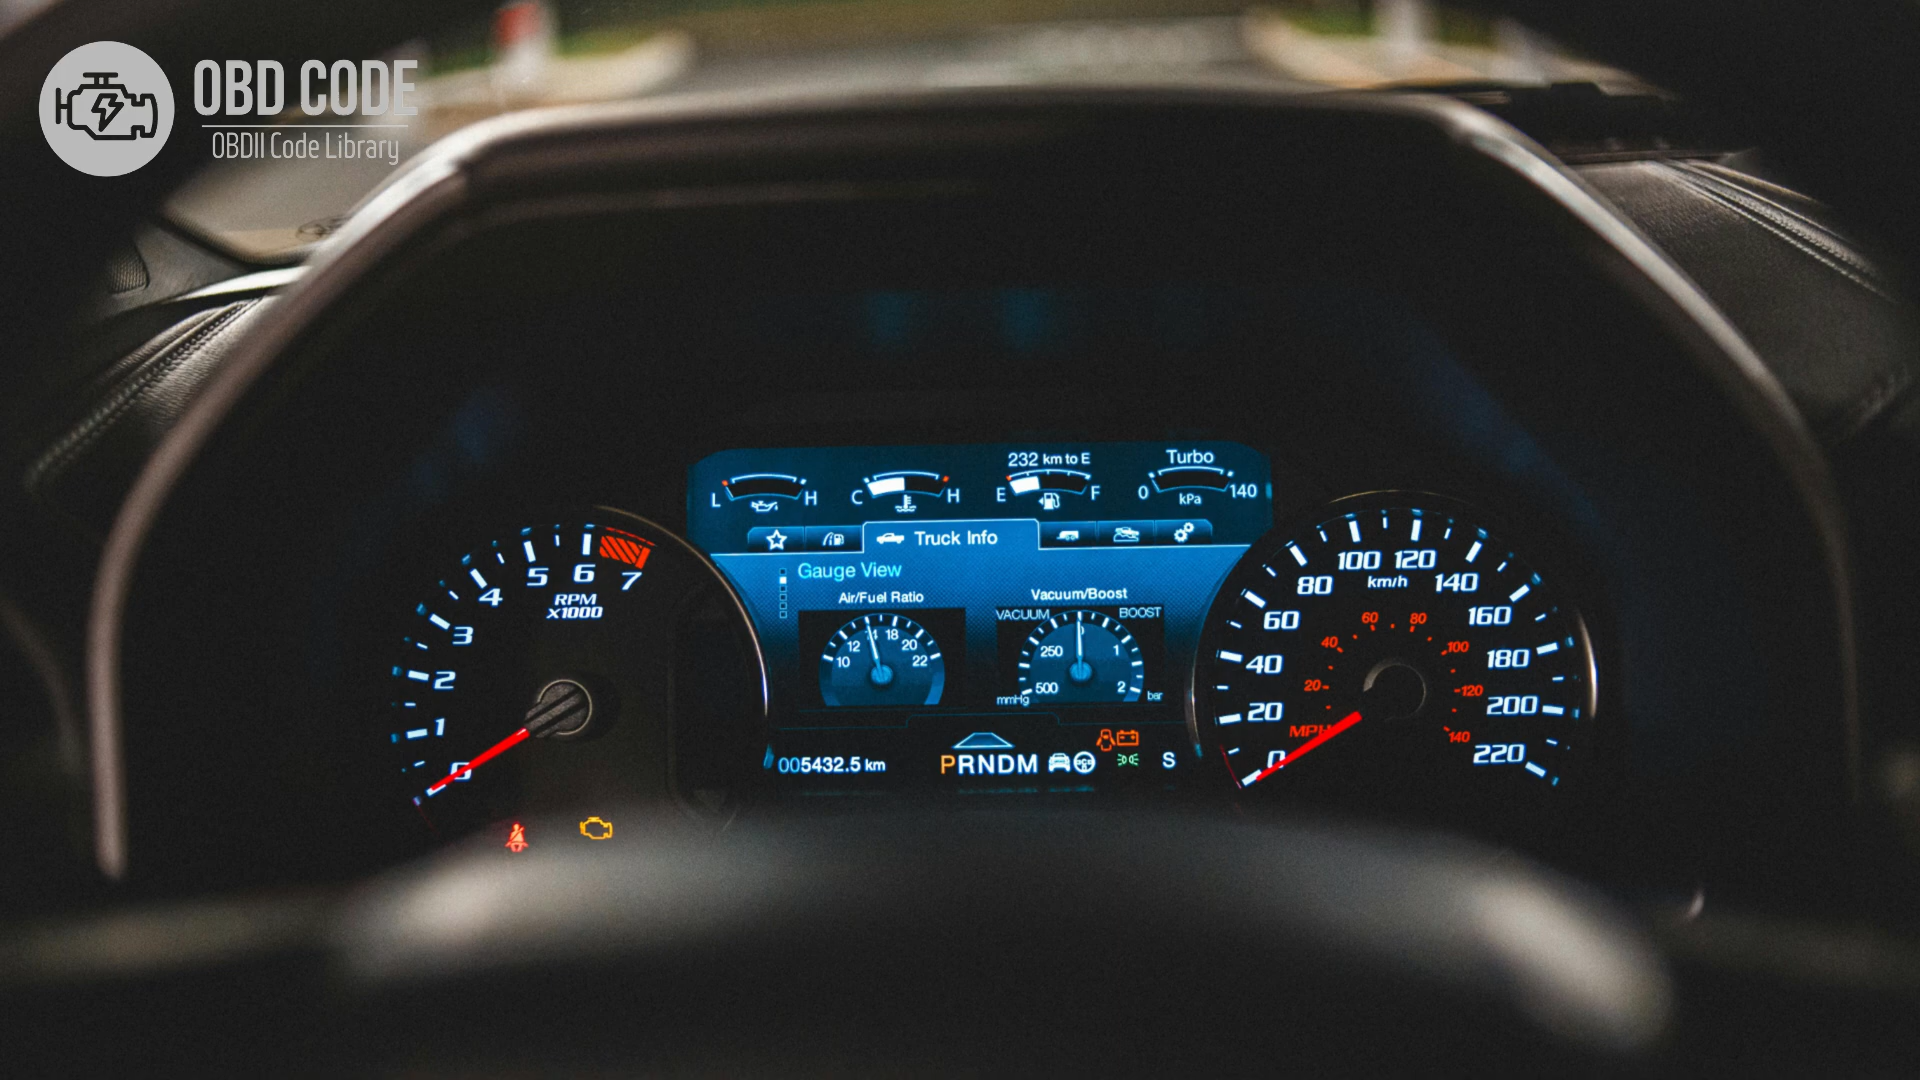 OBD CODE
OBDII Code Library
232 km to E
Turbo
L H
C H
E F
0 140
kPa
Truck Info
Gauge View
Air/Fuel Ratio
10 12 14 18 20 22
Vacuum/Boost
VACUUM BOOST
0
250 1
500 2
mmHg bar
005432.5 km
PRNDM
S
0 1 2 3 4 5 6 7
RPM
X1000
0 20 40 60 80 100 120 140 160 180 200 220
km/h
20 40 60 80 100 120 140
MPH